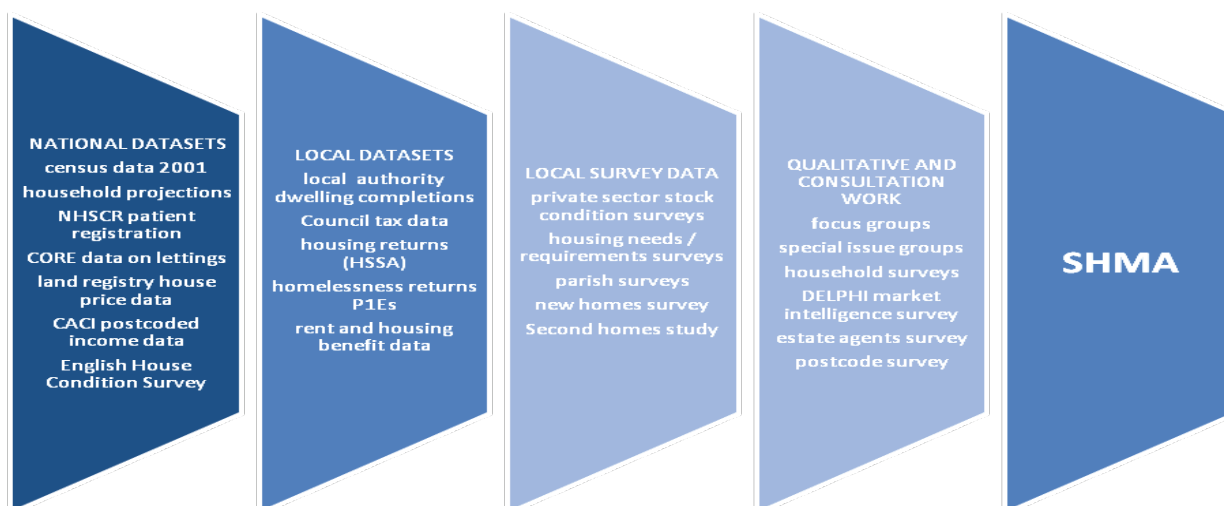 NATIONAL DATASETS
census data 2001
household projections
NHSCR patient
registration
CORE data on lettings
land registry house
price data
CACI postcoded
income data
English House
Condition Survey
LOCAL DATASETS
local authority
dwelling completions
Council tax data
housing returns
(HSSA)
homelessness returns
P1Es
rent and housing
benefit data
LOCAL SURVEY DATA
private sector stock
condition surveys
housing needs /
requirements surveys
parish surveys
new homes survey
Second homes study
QUALITATIVE AND
CONSULTATION
WORK
focus groups
special issue groups
household surveys
DELPHI market
intelligence survey
estate agents survey
postcode survey
SHMA